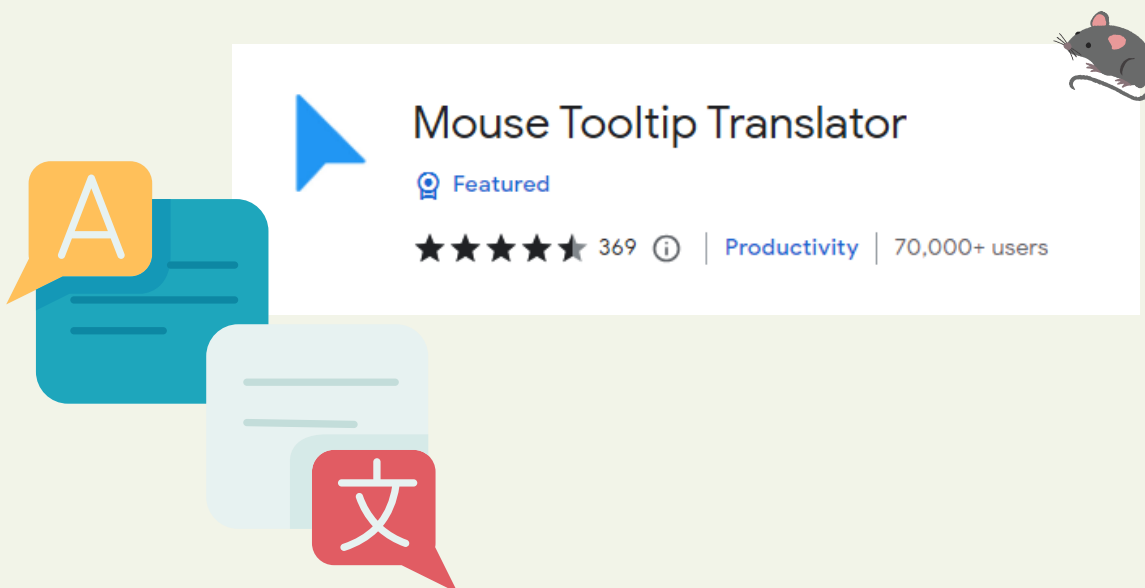 Mouse Tooltip Translator
Featured
369 Productivity 70,000+ users
A
文